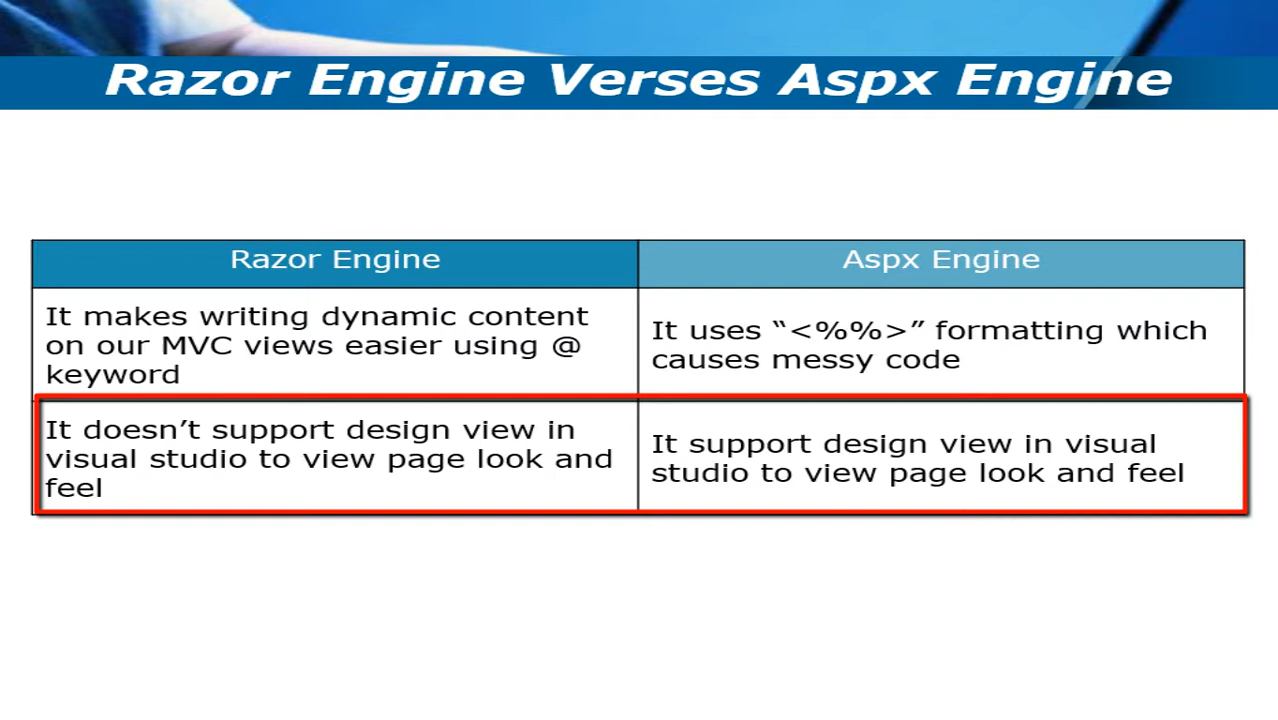 Razor Engine Verses Aspx Engine
Razor Engine
Aspx Engine
It makes writing dynamic content
on our MVC views easier using @
keyword
It uses “<%%>” formatting which
causes messy code
It doesn’t support design view in
visual studio to view page look and
feel
It support design view in visual
studio to view page look and feel